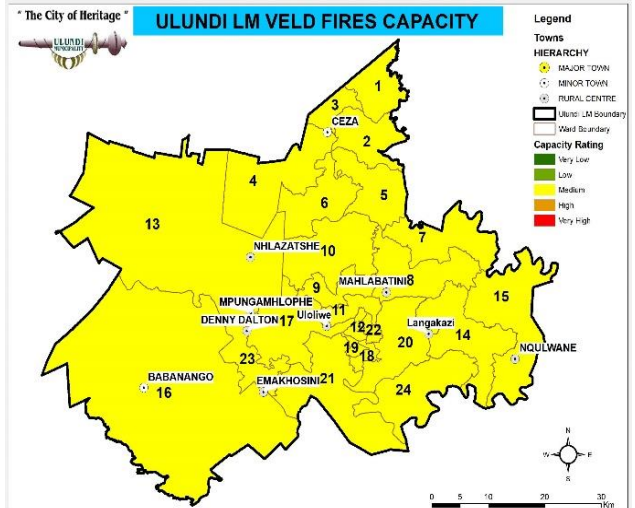 " The City of Heritage "
ULUNDI
MUNICIPALITY
ULUNDI LM VELD FIRES CAPACITY
Legend
Towns
HIERARCHY
MAJOR TOWN
MINOR TOWN
RURAL CENTRE
Ulundi LM Boundary
Ward Boundary
Capacity Rating
Very Low
Low
Medium
High
Very High
1
3
CEZA
2
4
6
5
13
7
NHLAZATSHE
10
MAHLABATINI
8
9
15
MPUNGAMHLOPHE
Uloliwe
11
DENNY DALTON
17
12
22
Langakazi
14
20
19
18
NQULWANE
23
BABANANGO
16
EMAKHOSINI
21
24
N
W
E
S
0 5 10 20 30
Km